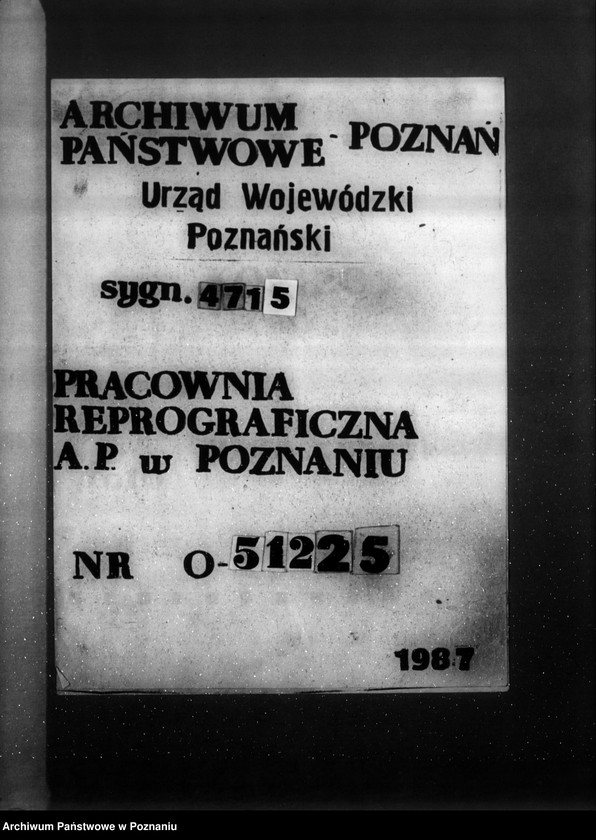 ARCHIWUM
PAŃSTWOWE - POZNAŃ
Urząd Wojewódzki
Poznański
sygn. 4715
PRACOWNIA
REPROGRAFICZNA
A.P. w POZNANIU
NR O-51225
1987
Archiwum Państwowe w Poznaniu